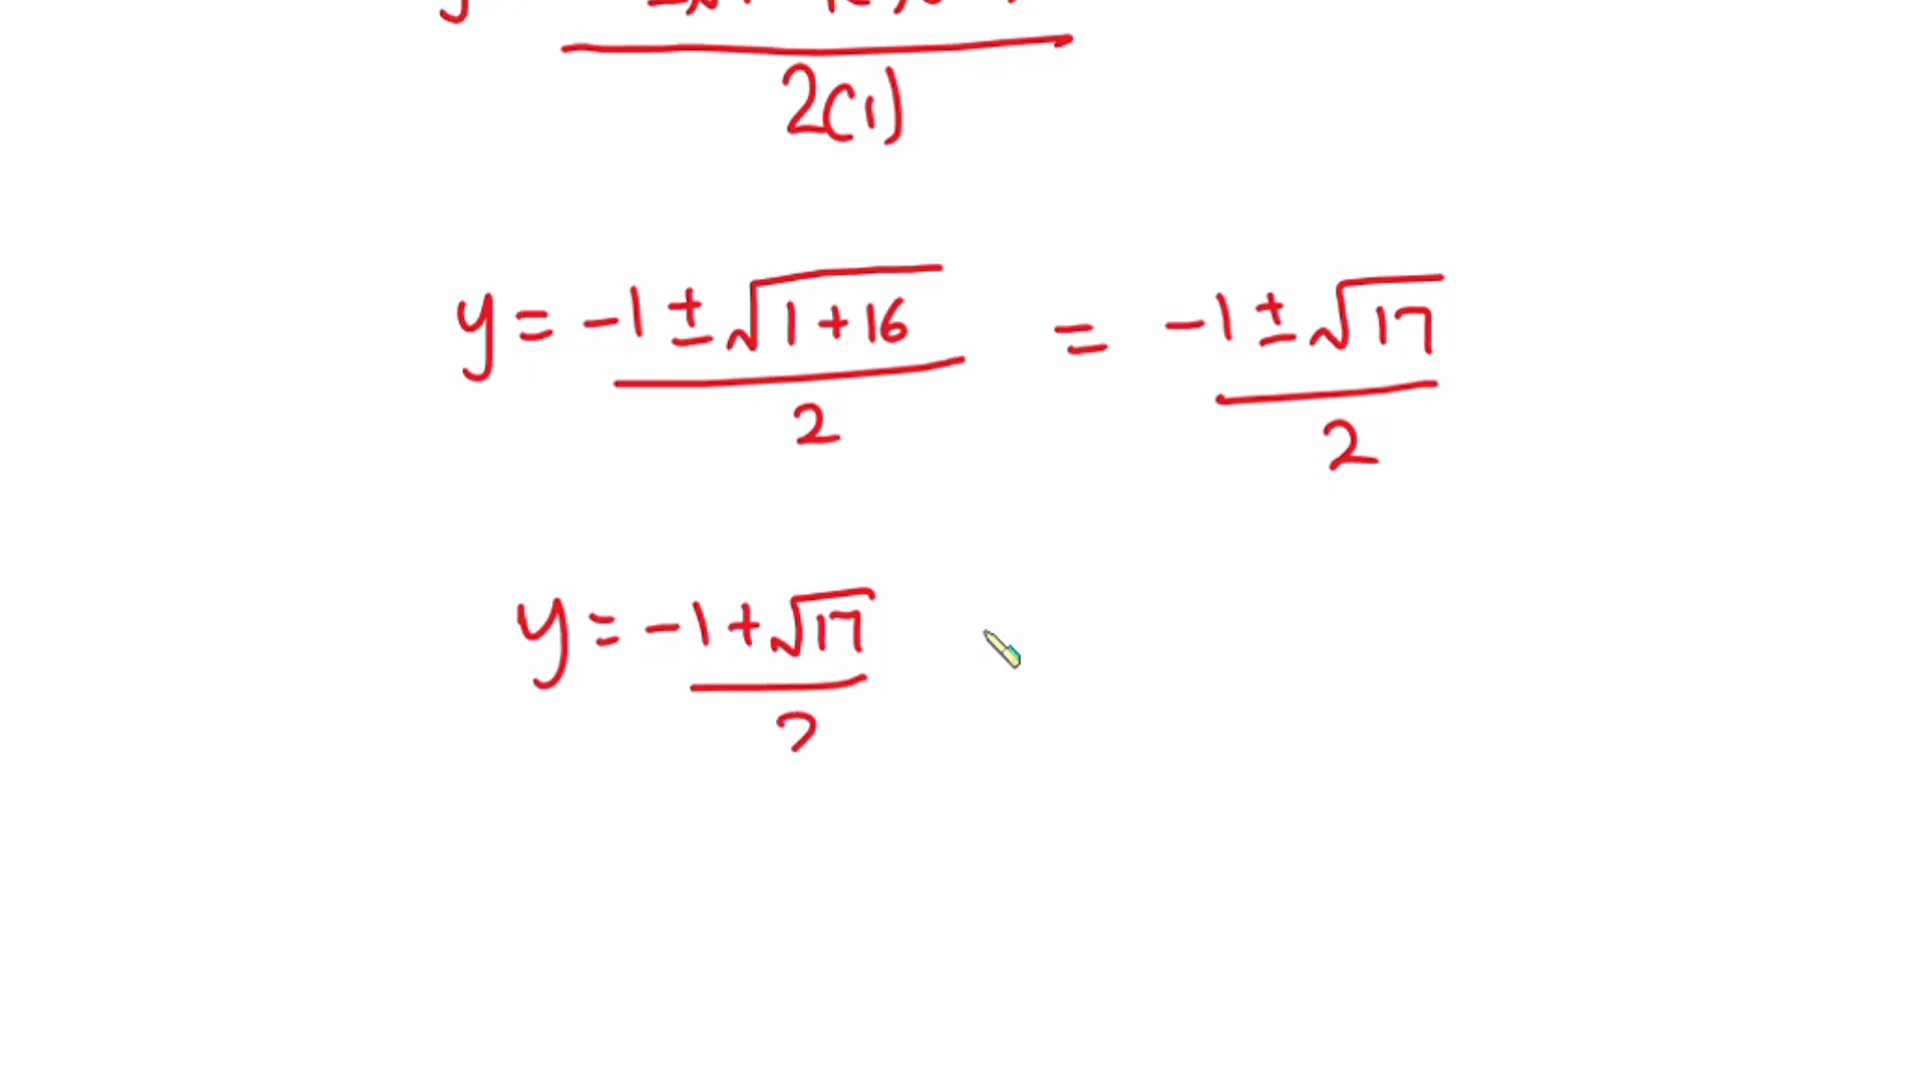 2(1)
y = -1 ± √1+16 / 2 = -1 ± √17 / 2
y = -1 + √17 / 2